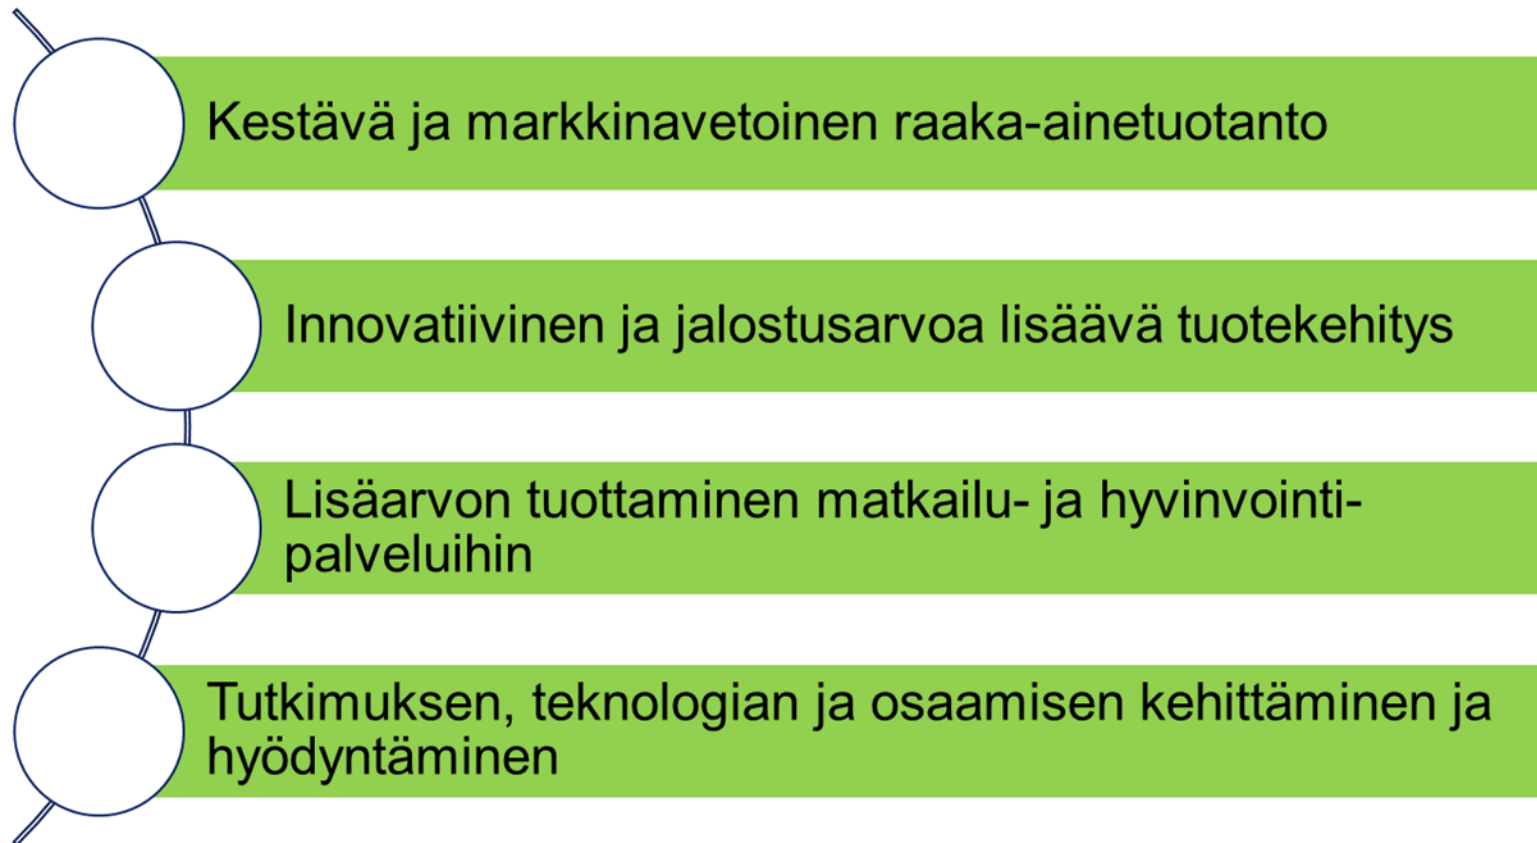 Kestävä ja markkinavetoinen raaka-ainetuotanto
Innovatiivinen ja jalostusarvoa lisäävä tuotekehitys
Lisäarvon tuottaminen matkailu- ja hyvinvointi-
palveluihin
Tutkimuksen, teknologian ja osaamisen kehittäminen ja
hyödyntäminen